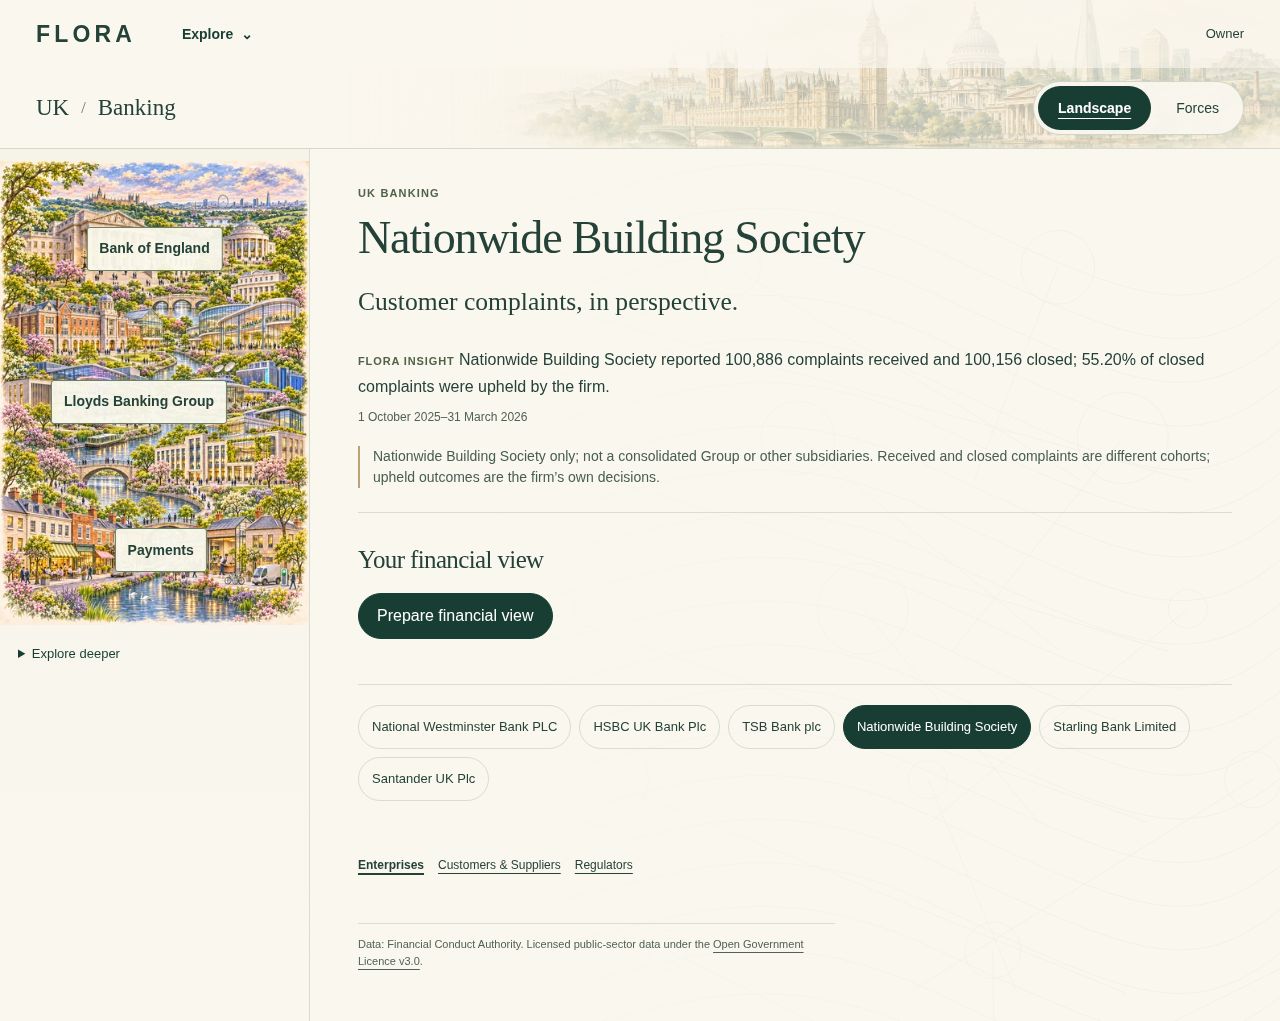 FLORA
Explore
Owner
UK / Banking
Landscape
Forces
Bank of England
Lloyds Banking Group
Payments
Explore deeper
UK BANKING
Nationwide Building Society
Customer complaints, in perspective.
FLORA INSIGHT Nationwide Building Society reported 100,886 complaints received and 100,156 closed; 55.20% of closed
complaints were upheld by the firm.
1 October 2025–31 March 2026
Nationwide Building Society only; not a consolidated Group or other subsidiaries. Received and closed complaints are different cohorts;
upheld outcomes are the firm’s own decisions.
Your financial view
Prepare financial view
National Westminster Bank PLC
HSBC UK Bank Plc
TSB Bank plc
Nationwide Building Society
Starling Bank Limited
Santander UK Plc
Enterprises
Customers & Suppliers
Regulators
Data: Financial Conduct Authority. Licensed public-sector data under the Open Government
Licence v3.0.